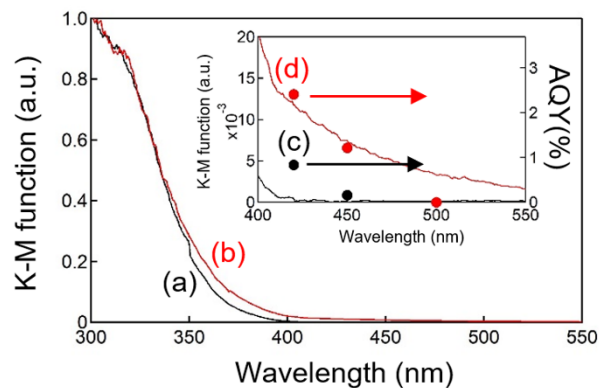 K-M function (a.u.)
1.0
0.8
0.6
0.4
0.2
0
300
350
400
450
500
550
Wavelength (nm)
(a)
(b)
K-M function (a.u.)
x10⁻³
20
15
10
5
0
400
450
500
550
Wavelength (nm)
(d)
(c)
3
2
1
0
AQY(%)